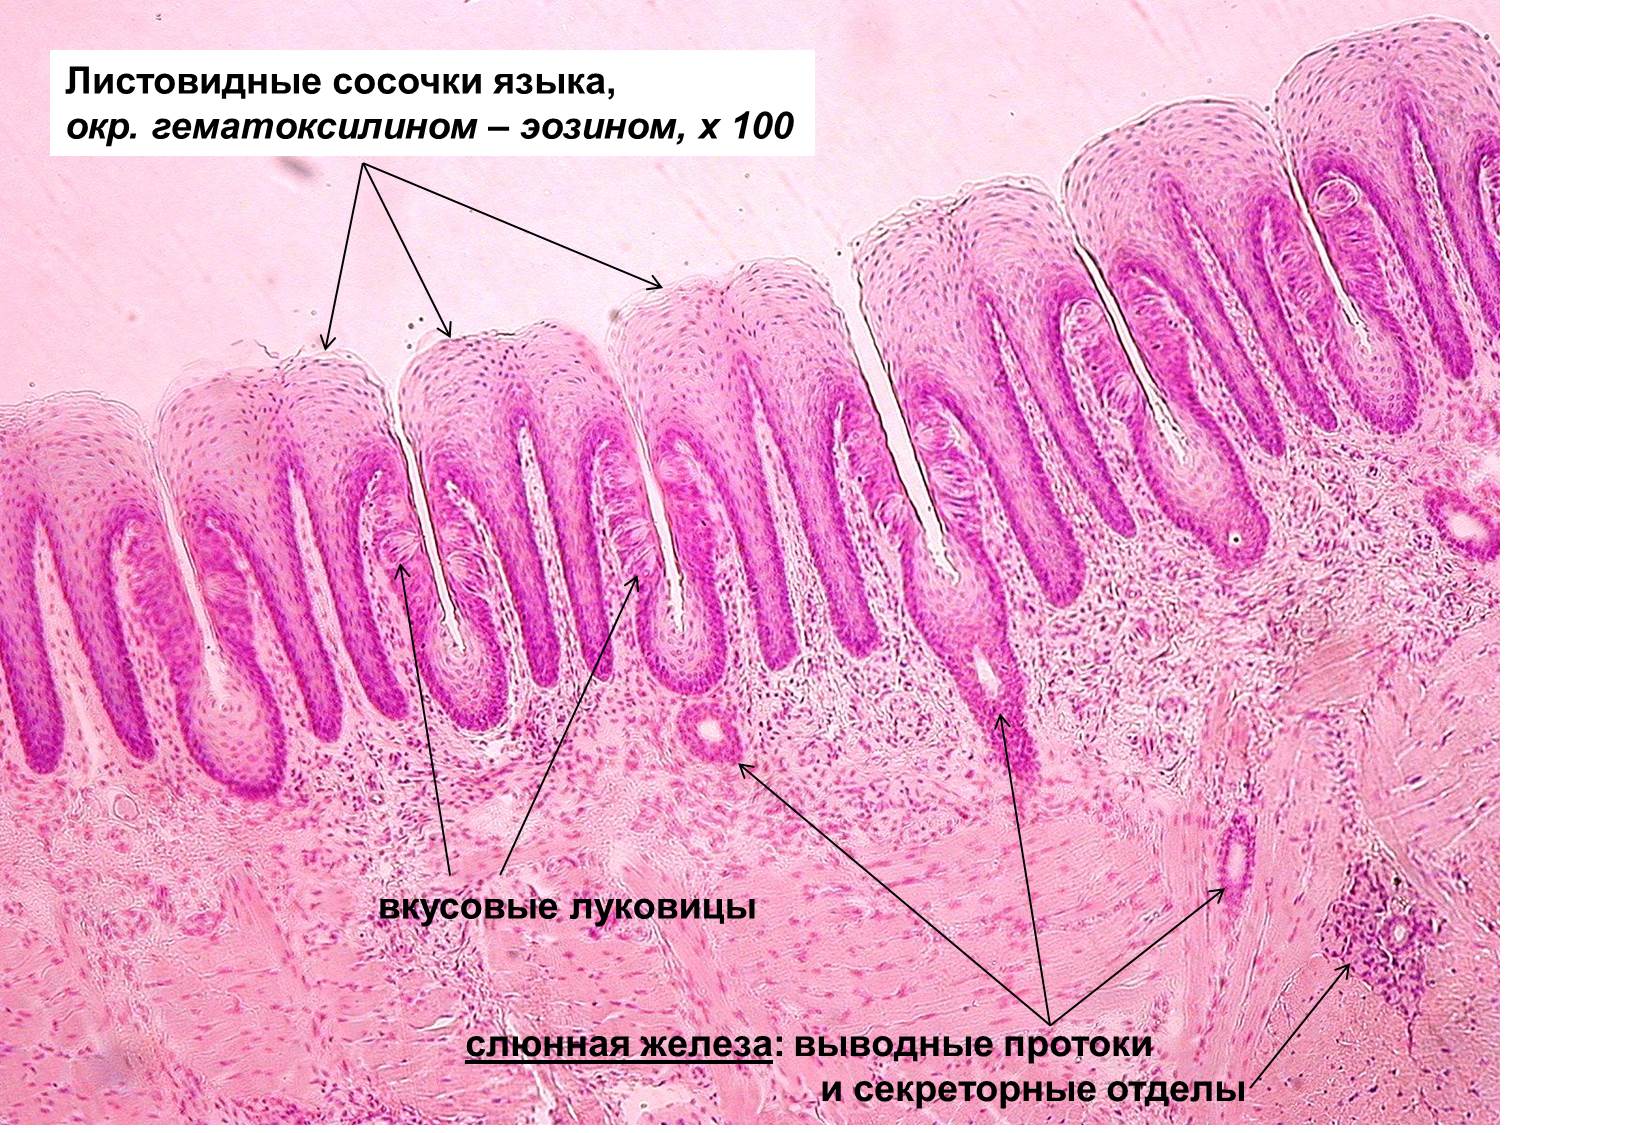 Листовидные сосочки языка,
окр. гематоксилином – эозином, х 100
вкусовые луковицы
слюнная железа: выводные протоки
и секреторные отделы